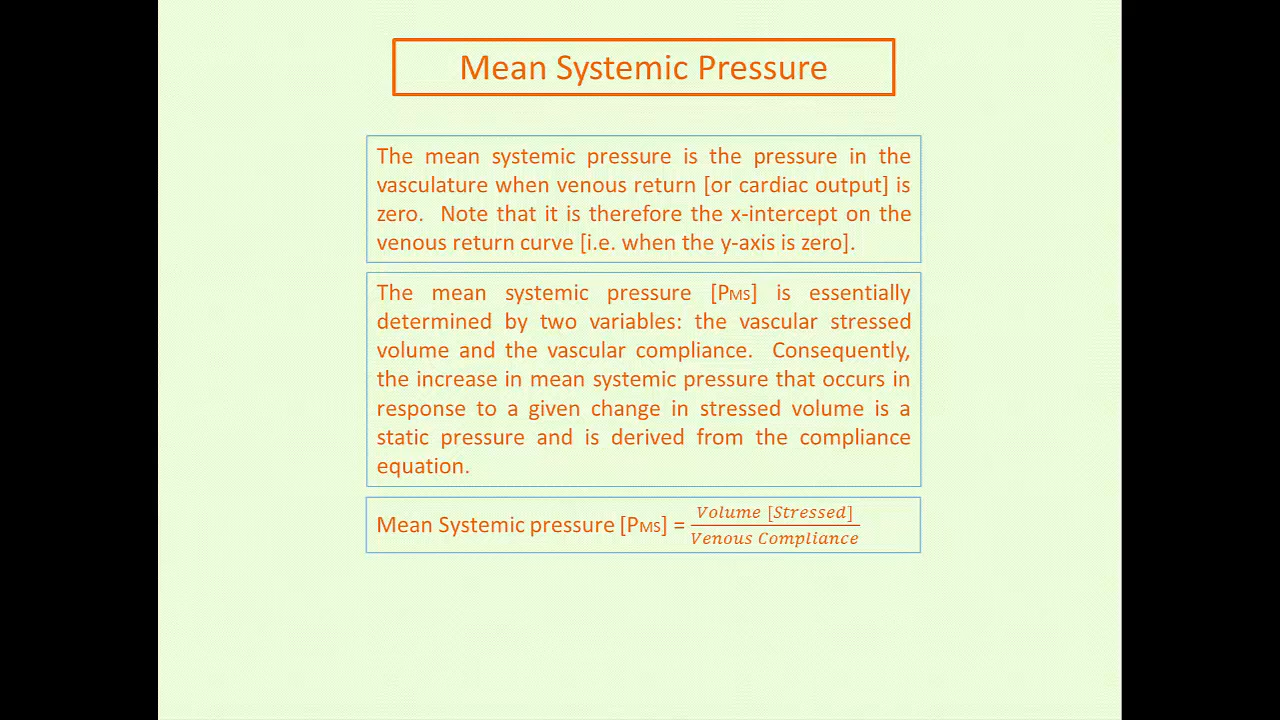 Mean Systemic Pressure
The mean systemic pressure is the pressure in the
vasculature when venous return [or cardiac output] is
zero. Note that it is therefore the x-intercept on the
venous return curve [i.e. when the y-axis is zero].
The mean systemic pressure [PMS] is essentially
determined by two variables: the vascular stressed
volume and the vascular compliance. Consequently,
the increase in mean systemic pressure that occurs in
response to a given change in stressed volume is a
static pressure and is derived from the compliance
equation.
Mean Systemic pressure [PMS] = Volume [Stressed] / Venous Compliance